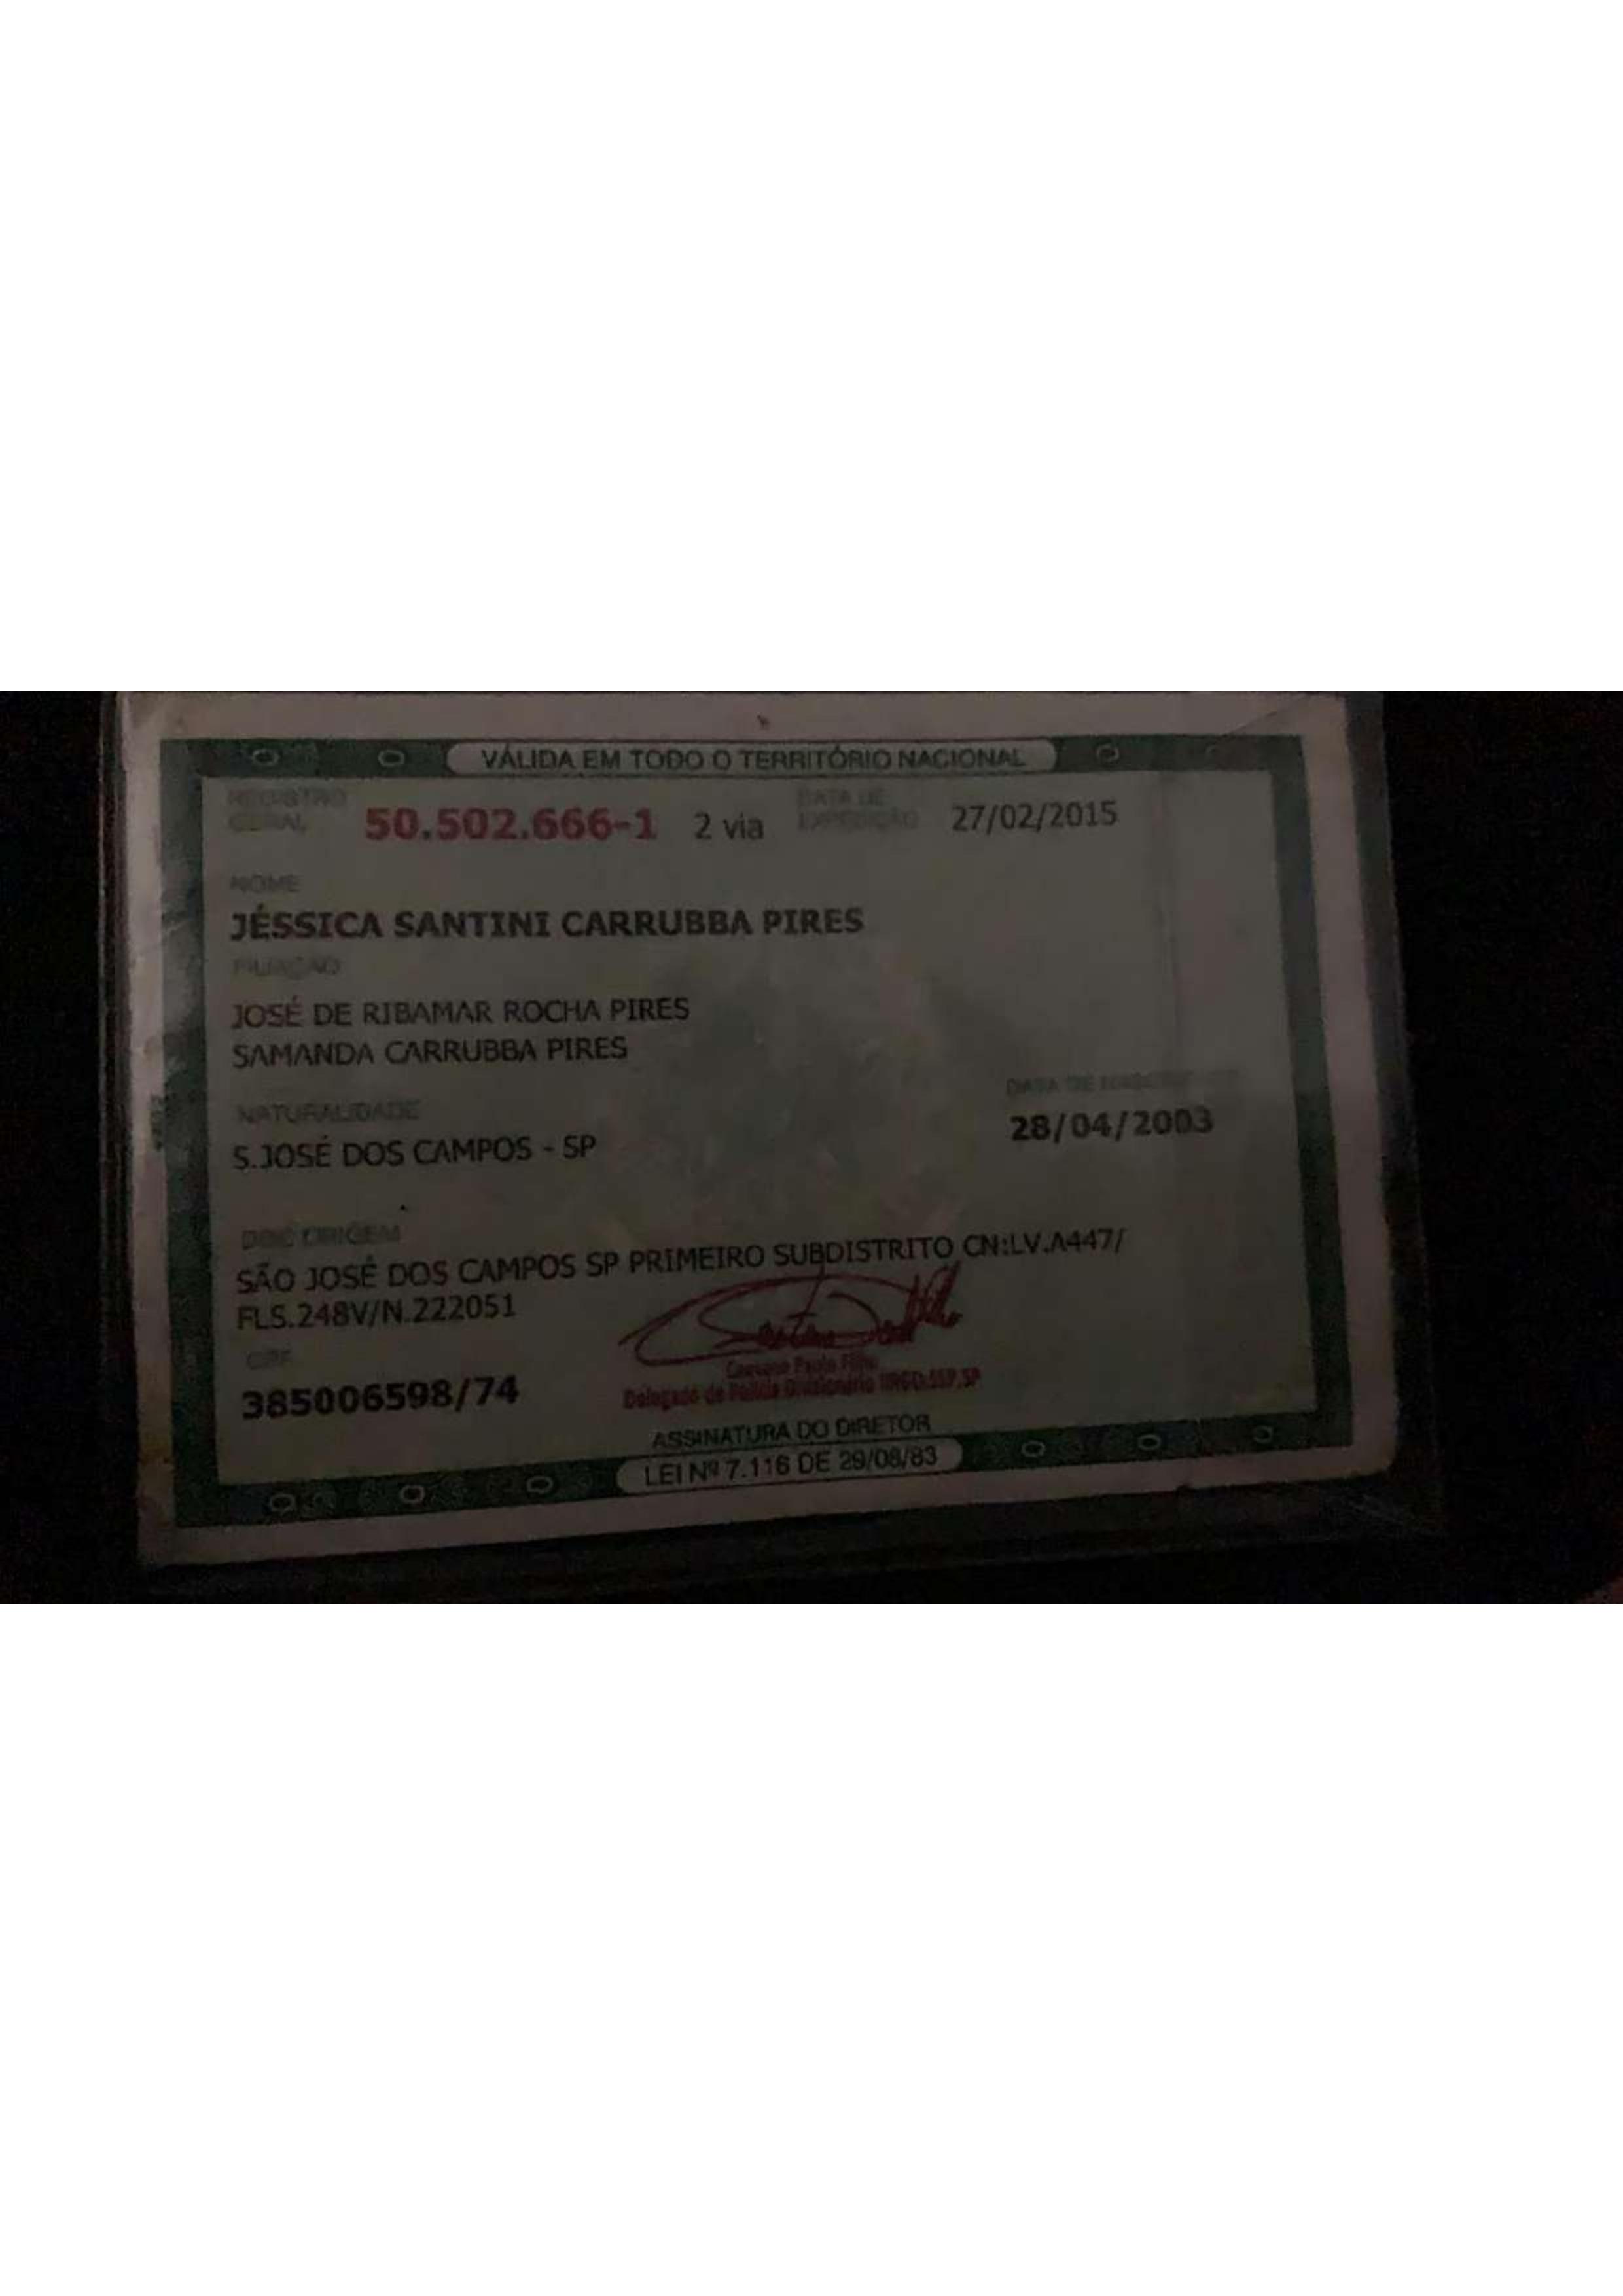 VÁLIDA EM TODO O TERRITÓRIO NACIONAL
REGISTRO GERAL 50.502.666-1 2 via DATA DE EXPEDIÇÃO 27/02/2015
NOME
JÉSSICA SANTINI CARRUBBA PIRES
FILIAÇÃO
JOSÉ DE RIBAMAR ROCHA PIRES
SAMANDA CARRUBBA PIRES
NATURALIDADE DATA DE NASCIMENTO
S.JOSÉ DOS CAMPOS - SP 28/04/2003
DOC ORIGEM
SÃO JOSÉ DOS CAMPOS SP PRIMEIRO SUBDISTRITO CN:LV.A447/
FLS.248V/N.222051
CPF
385006598/74
Delegado de Polícia Divisionário IIRGD.SSP.SP
ASSINATURA DO DIRETOR
LEI Nº 7.116 DE 29/08/83